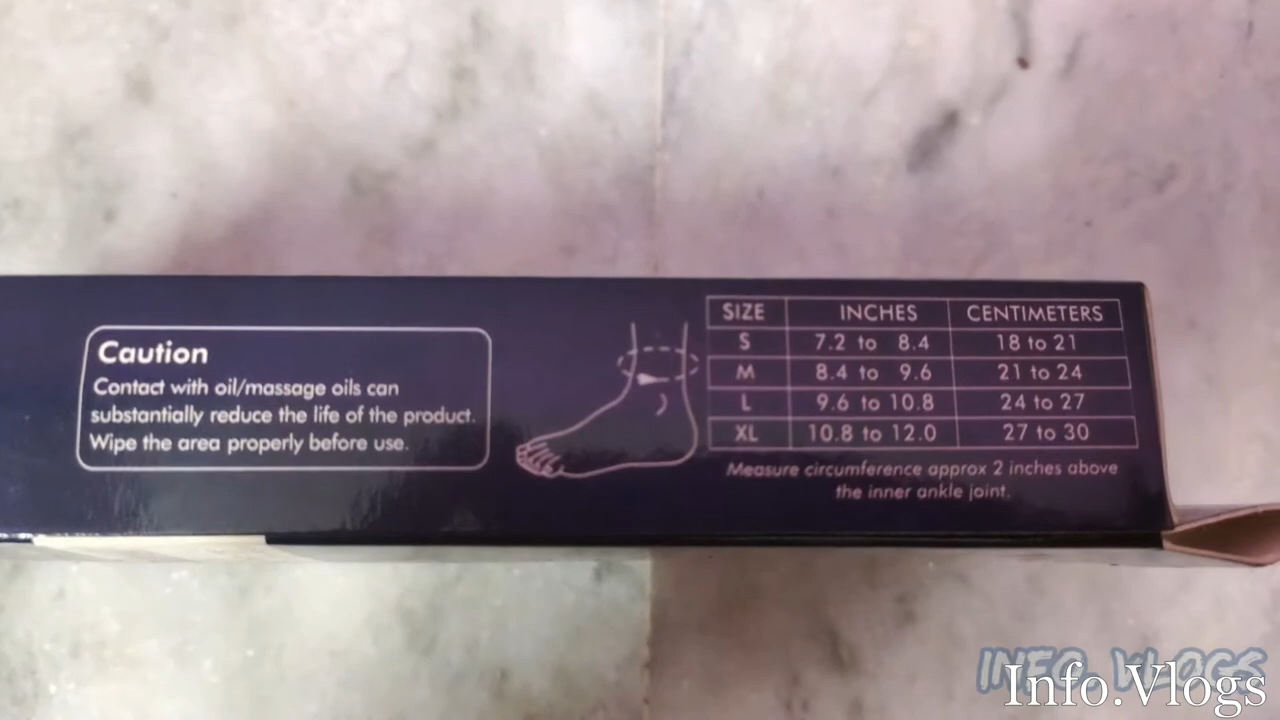 Caution
Contact with oil/massage oils can
substantially reduce the life of the product.
Wipe the area properly before use.
SIZE INCHES CENTIMETERS
S 7.2 to 8.4 18 to 21
M 8.4 to 9.6 21 to 24
L 9.6 to 10.8 24 to 27
XL 10.8 to 12.0 27 to 30
Measure circumference approx 2 inches above
the inner ankle joint.
INFO. VLOGS
Info.Vlogs